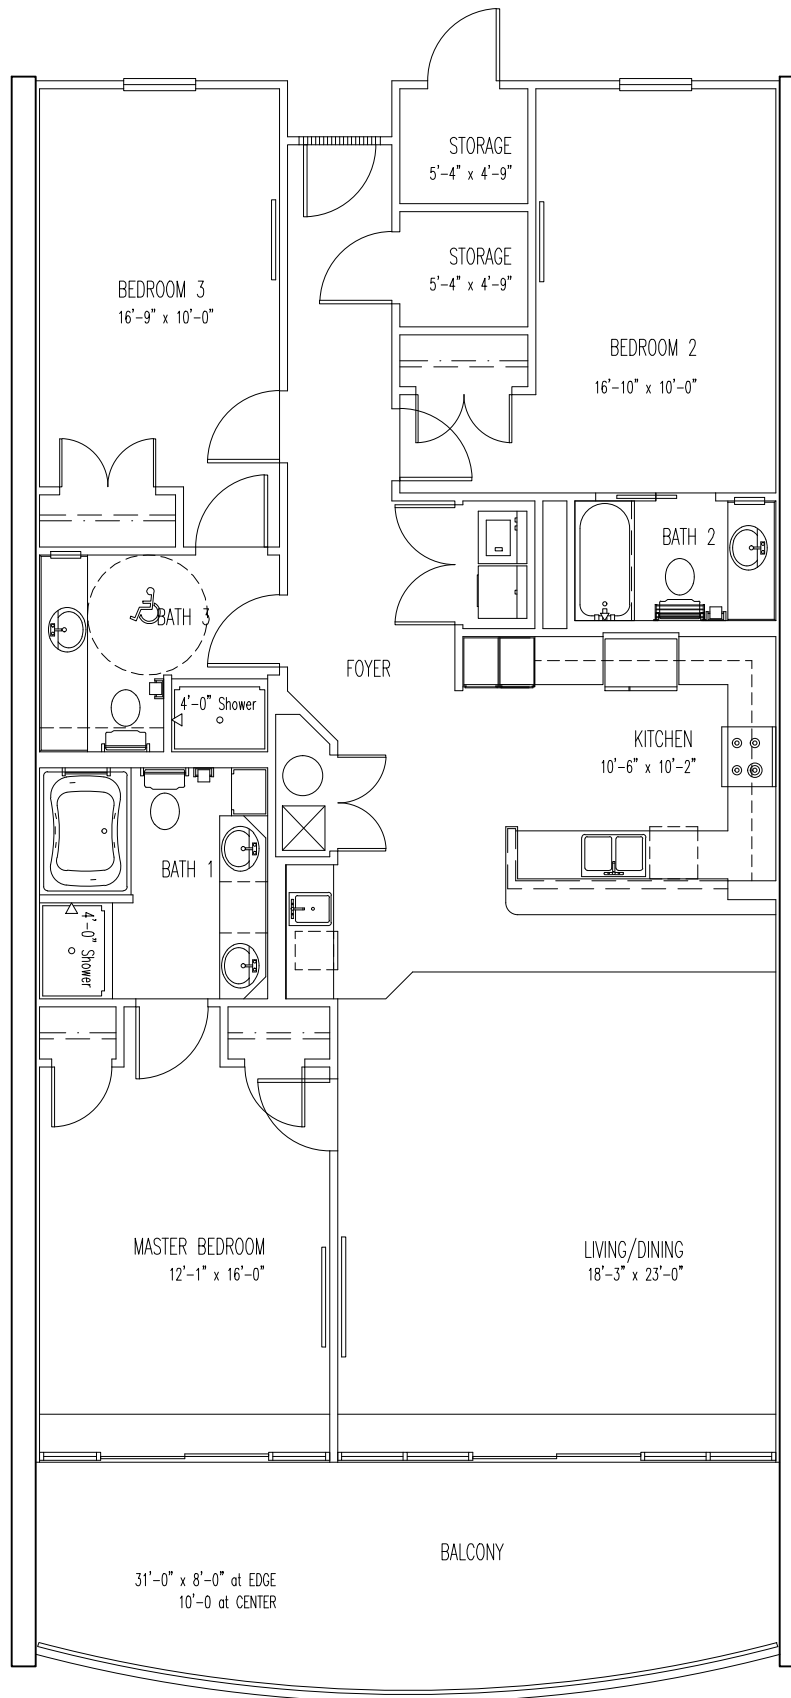 STORAGE
5'-4" x 4'-9"
STORAGE
5'-4" x 4'-9"
BEDROOM 3
16'-9" x 10'-0"
BEDROOM 2
16'-10" x 10'-0"
BATH 2
BATH 3
FOYER
4'-0" Shower
KITCHEN
10'-6" x 10'-2"
BATH 1
4'-0" Shower
MASTER BEDROOM
12'-1" x 16'-0"
LIVING/DINING
18'-3" x 23'-0"
BALCONY
31'-0" x 8'-0" at EDGE
10'-0 at CENTER